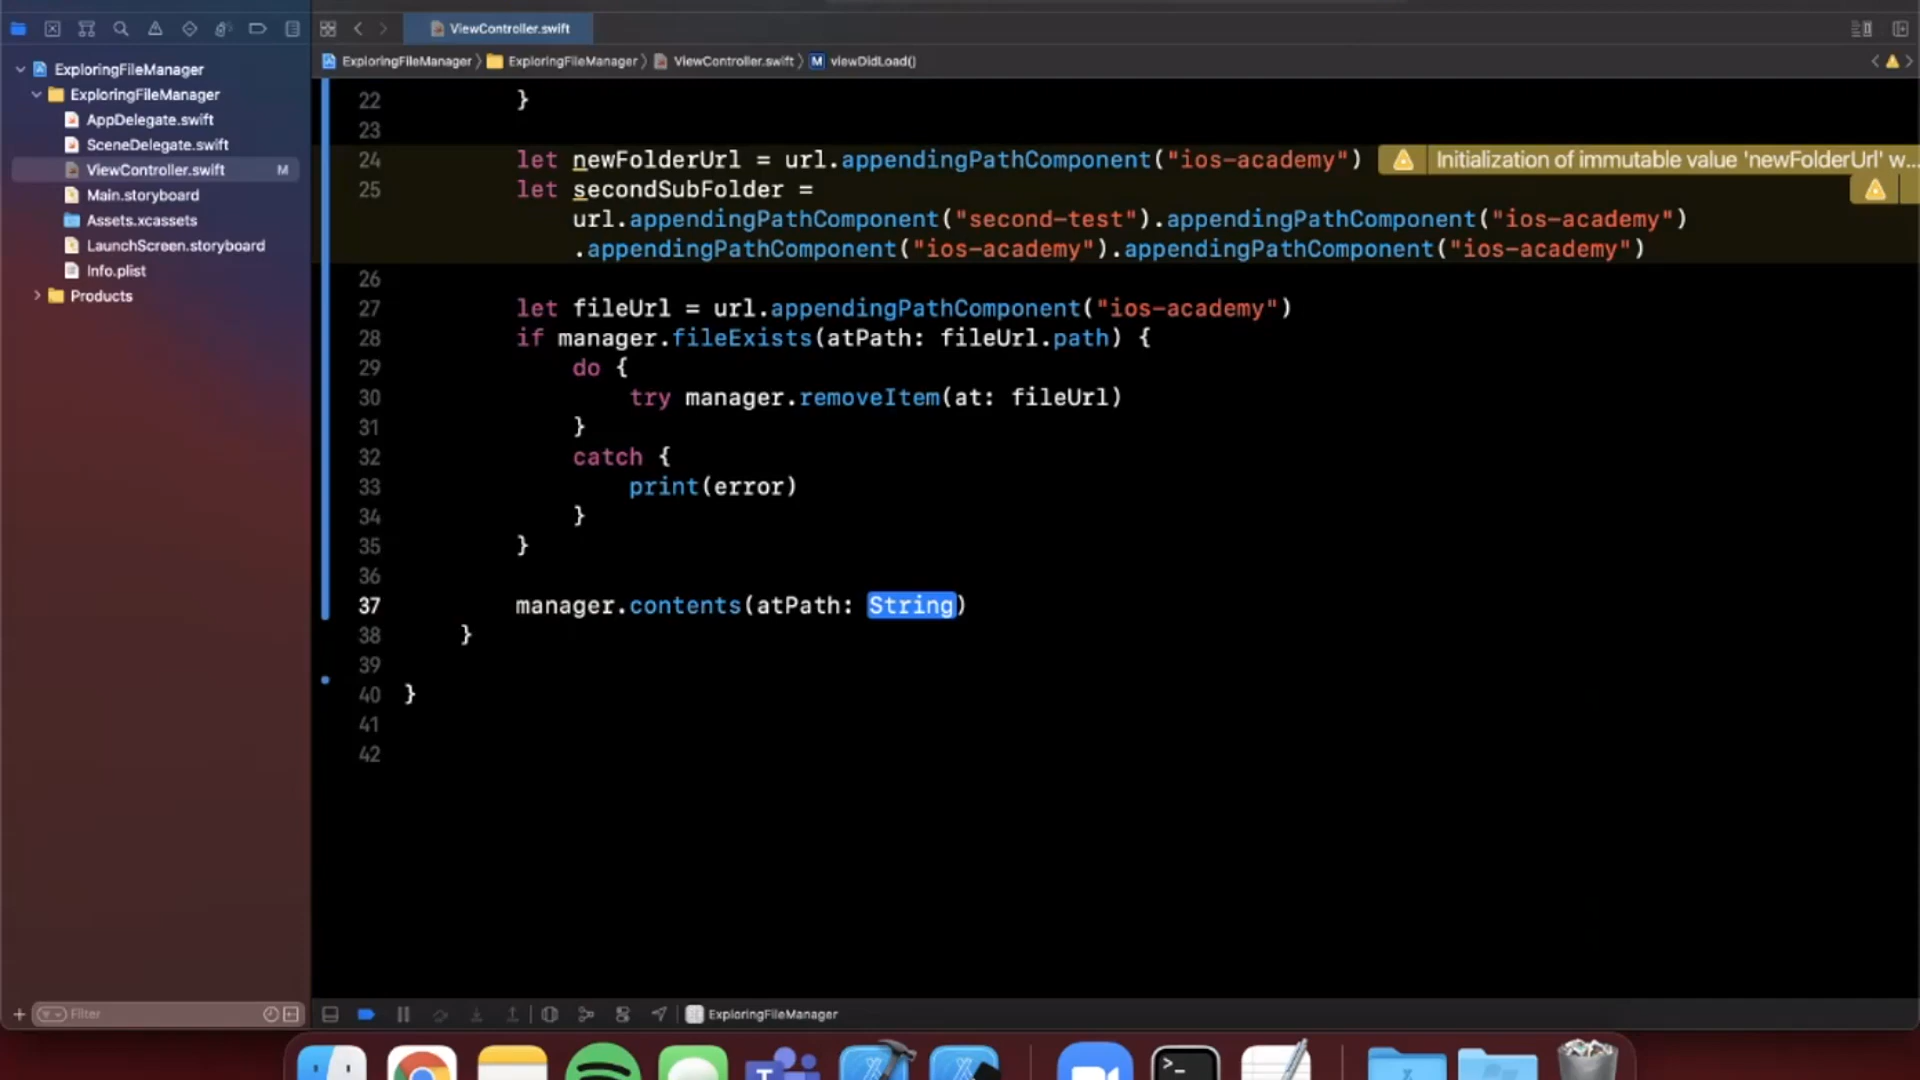 ViewController.swift
ExploringFileManager
ExploringFileManager
ViewController.swift
M
viewDidLoad()
ExploringFileManager
ExploringFileManager
AppDelegate.swift
SceneDelegate.swift
ViewController.swift
M
Main.storyboard
Assets.xcassets
LaunchScreen.storyboard
Info.plist
Products
22 }
23
24 let newFolderUrl = url.appendingPathComponent("ios-academy") Initialization of immutable value 'newFolderUrl' w...
25 let secondSubFolder =
url.appendingPathComponent("second-test").appendingPathComponent("ios-academy")
.appendingPathComponent("ios-academy").appendingPathComponent("ios-academy")
26
27 let fileUrl = url.appendingPathComponent("ios-academy")
28 if manager.fileExists(atPath: fileUrl.path) {
29 do {
30 try manager.removeItem(at: fileUrl)
31 }
32 catch {
33 print(error)
34 }
35 }
36
37 manager.contents(atPath: String)
38 }
39
40 }
41
42
Filter
ExploringFileManager